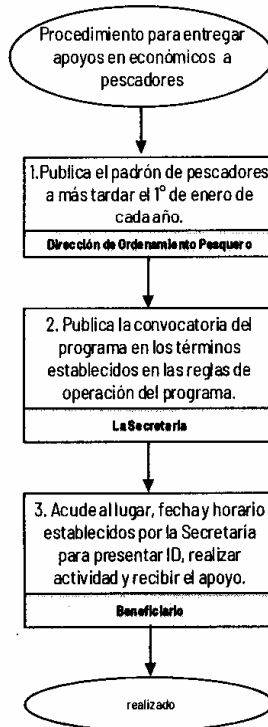 Procedimiento para entregar
apoyos en económicos a
pescadores
1.Publica el padrón de pescadores
a más tardar el 1° de enero de
cada año.
Dirección de Ordenamiento Pesquero
2. Publica la convocatoria del
programa en los términos
establecidos en las reglas de
operación del programa.
La Secretaría
3. Acude al lugar, fecha y horario
establecidos por la Secretaría
para presentar ID, realizar
actividad y recibir el apoyo.
Beneficiario
realizado